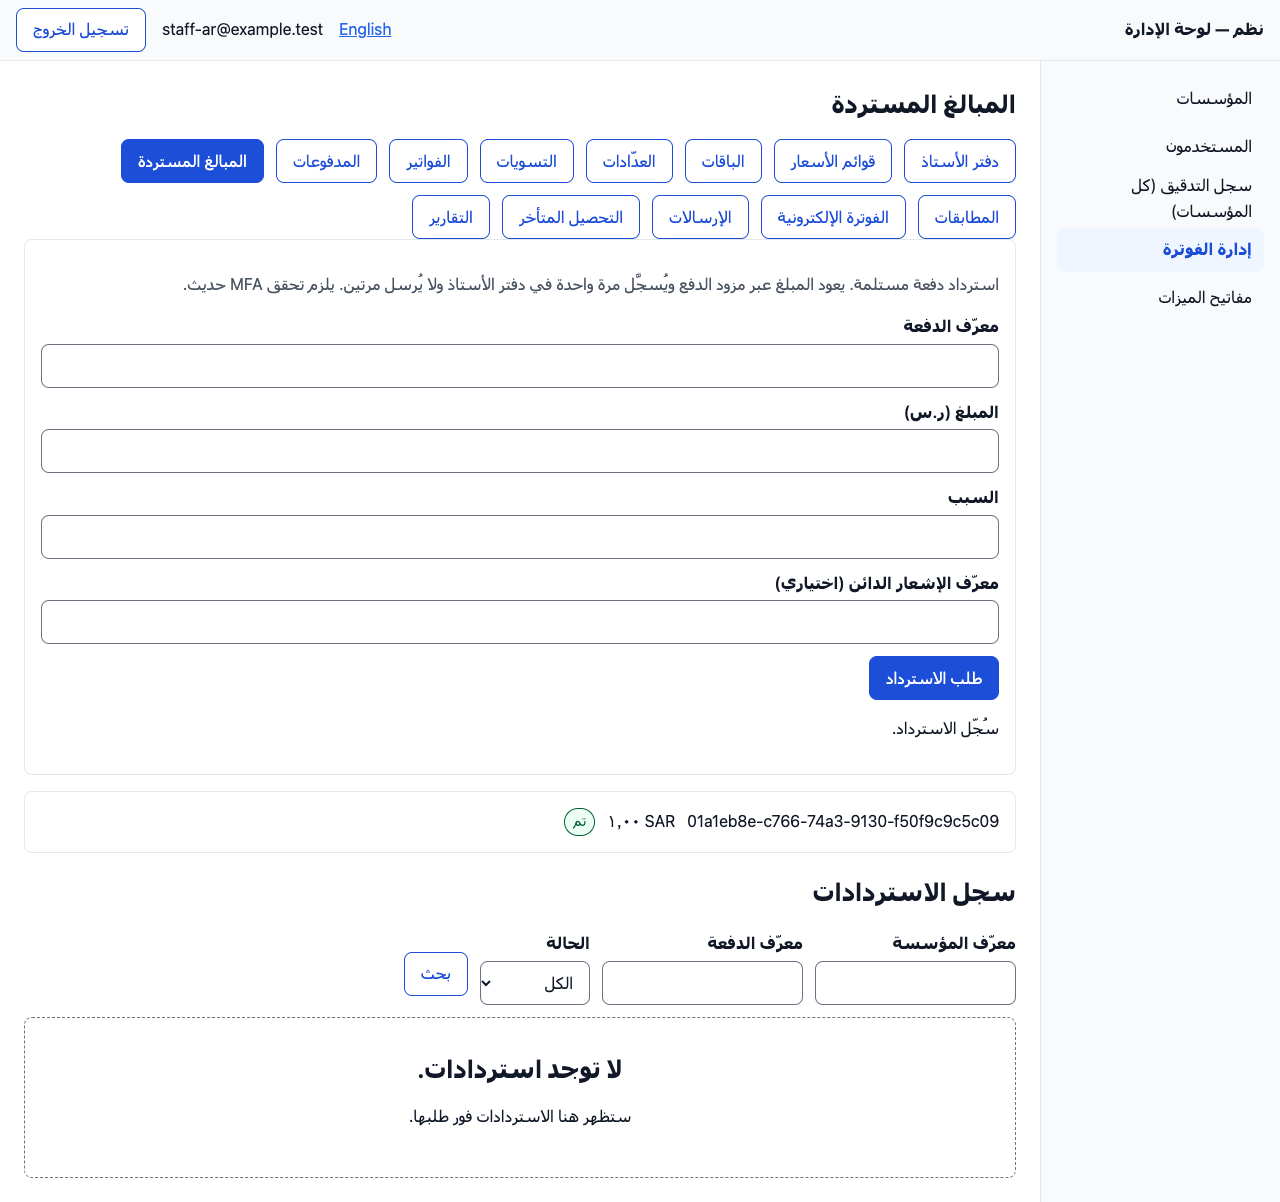 نظم — لوحة الإدارة
English
staff-ar@example.test
تسجيل الخروج
المؤسسات
المستخدمون
سجل التدقيق (كل
المؤسسات)
إدارة الفوترة
مفاتيح الميزات
المبالغ المستردة
دفتر الأستاذ
قوائم الأسعار
الباقات
العدّادات
التسويات
الفواتير
المدفوعات
المبالغ المستردة
المطابقات
الفوترة الإلكترونية
الإرسالات
التحصيل المتأخر
التقارير
استرداد دفعة مستلمة. يعود المبلغ عبر مزود الدفع ويُسجَّل مرة واحدة في دفتر الأستاذ ولا يُرسل مرتين. يلزم تحقق MFA حديث.
معرّف الدفعة
المبلغ (ر.س)
السبب
معرّف الإشعار الدائن (اختياري)
طلب الاسترداد
سُجّل الاسترداد.
01a1eb8e-c766-74a3-9130-f50f9c9c5c09
١,٠٠ SAR
تم
سجل الاستردادات
معرّف المؤسسة
معرّف الدفعة
الحالة
الكل
بحث
لا توجد استردادات.
ستظهر هنا الاستردادات فور طلبها.